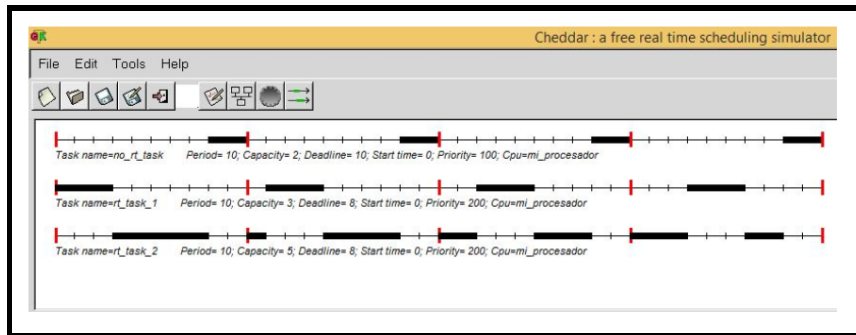 Cheddar : a free real time scheduling simulator
File Edit Tools Help
Task name=no_rt_task Period= 10; Capacity= 2; Deadline= 10; Start time= 0; Priority= 100; Cpu=mi_procesador
Task name=rt_task_1 Period= 10; Capacity= 3; Deadline= 8; Start time= 0; Priority= 200; Cpu=mi_procesador
Task name=rt_task_2 Period= 10; Capacity= 5; Deadline= 8; Start time= 0; Priority= 200; Cpu=mi_procesador